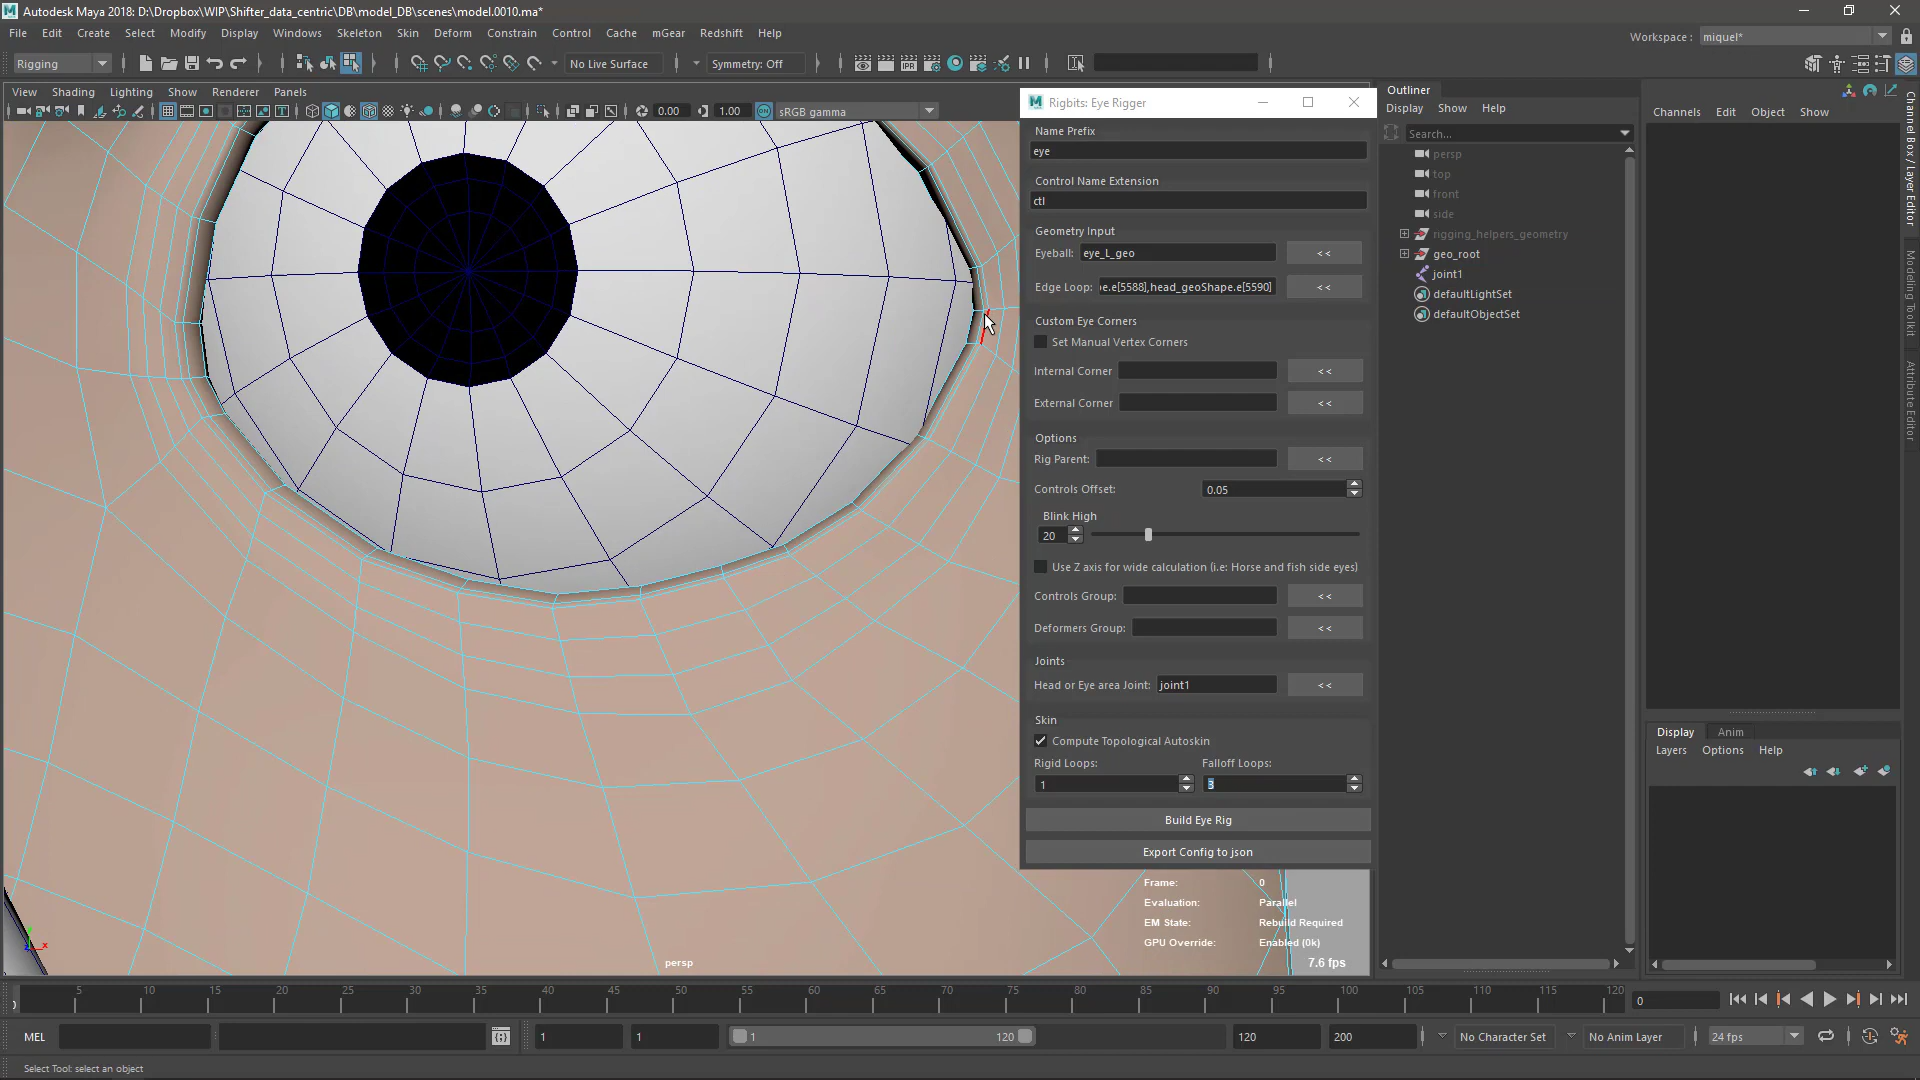 Autodesk Maya 2018: D:\Dropbox\WIP\Shifter_data_centric\DB\model_DB\scenes\model.0010.ma*
File Edit Create Select Modify Display Windows Skeleton Skin Deform Constrain Control Cache mGear Redshift Help
Workspace : miquel*
Rigging
No Live Surface
Symmetry: Off
View Shading Lighting Show Renderer Panels
0.00
1.00
sRGB gamma
Rigbits: Eye Rigger
Name Prefix
eye
Control Name Extension
ctl
Geometry Input
Eyeball: eye_L_geo <<
Edge Loop: pe.e[5588],head_geoShape.e[5590] <<
Custom Eye Corners
Set Manual Vertex Corners
Internal Corner <<
External Corner <<
Options
Rig Parent: <<
Controls Offset: 0.05
Blink High
20
Use Z axis for wide calculation (i.e: Horse and fish side eyes)
Controls Group: <<
Deformers Group: <<
Joints
Head or Eye area Joint: joint1 <<
Skin
Compute Topological Autoskin
Rigid Loops: Falloff Loops:
1 3
Build Eye Rig
Export Config to json
Frame: 0
Evaluation: Parallel
EM State: Rebuild Required
GPU Override: Enabled (0k)
7.6 fps
persp
Outliner
Display Show Help
Search...
persp
top
front
side
rigging_helpers_geometry
geo_root
joint1
defaultLightSet
defaultObjectSet
Channels Edit Object Show
Channel Box / Layer Editor
Modeling Toolkit
Attribute Editor
Display Anim
Layers Options Help
5 10 15 20 25 30 35 40 45 50 55 60 65 70 75 80 85 90 95 100 105 110 115 120
0
MEL
1 1 1 120 120 200
No Character Set
No Anim Layer
24 fps
Select Tool: select an object